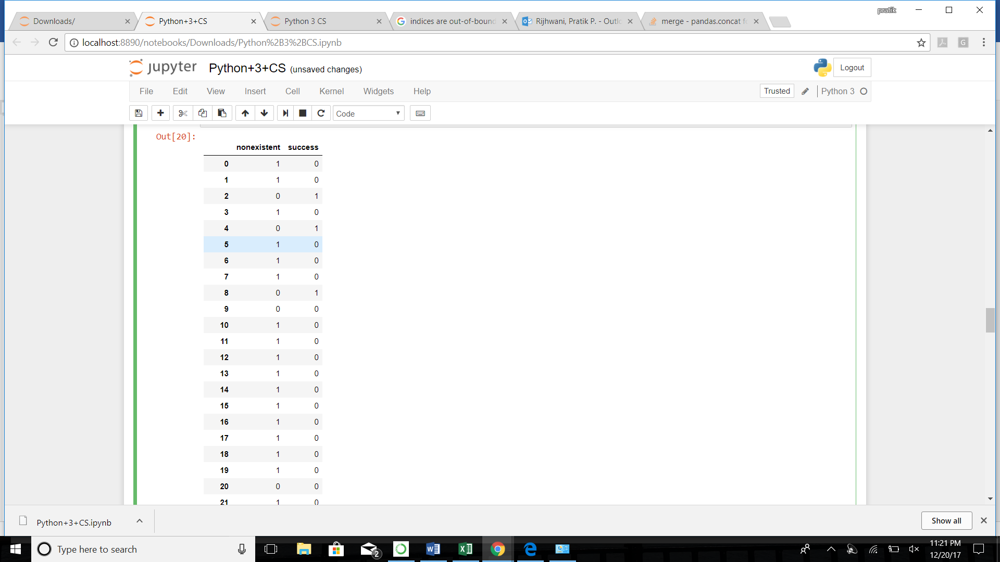 pratik
Downloads/
Python+3+CS
Python 3 CS
indices are out-of-bound
Rijhwani, Pratik P. - Outlo
merge - pandas.concat fo
localhost:8890/notebooks/Downloads/Python%2B3%2BCS.ipynb
G
jupyter Python+3+CS (unsaved changes)
Logout
File Edit View Insert Cell Kernel Widgets Help
Trusted
Python 3
Code
Out[20]:
nonexistent success
0 1 0
1 1 0
2 0 1
3 1 0
4 0 1
5 1 0
6 1 0
7 1 0
8 0 1
9 0 0
10 1 0
11 1 0
12 1 0
13 1 0
14 1 0
15 1 0
16 1 0
17 1 0
18 1 0
19 1 0
20 0 0
21 1 0
Python+3+CS.ipynb
Show all
Type here to search
2
11:21 PM
12/20/17